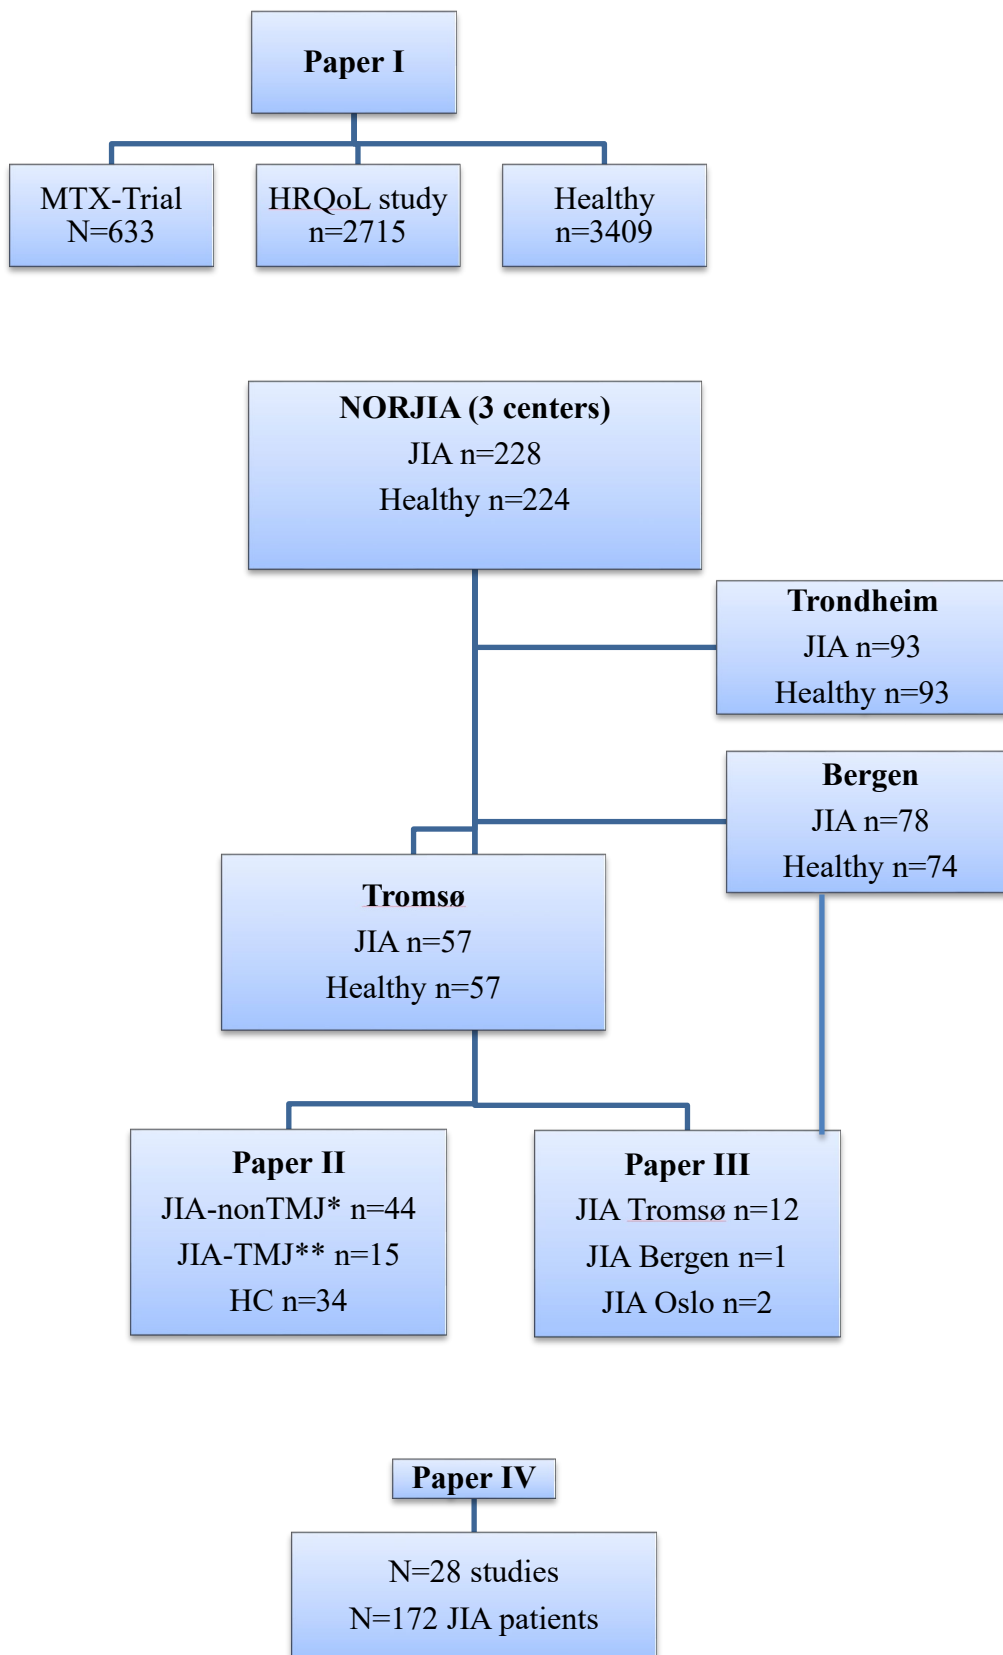 Paper I
MTX-Trial
N=633
HRQoL study
n=2715
Healthy
n=3409
NORJIA (3 centers)
JIA n=228
Healthy n=224
Trondheim
JIA n=93
Healthy n=93
Bergen
JIA n=78
Healthy n=74
Tromsø
JIA n=57
Healthy n=57
Paper II
JIA-nonTMJ* n=44
JIA-TMJ** n=15
HC n=34
Paper III
JIA Tromsø n=12
JIA Bergen n=1
JIA Oslo n=2
Paper IV
N=28 studies
N=172 JIA patients